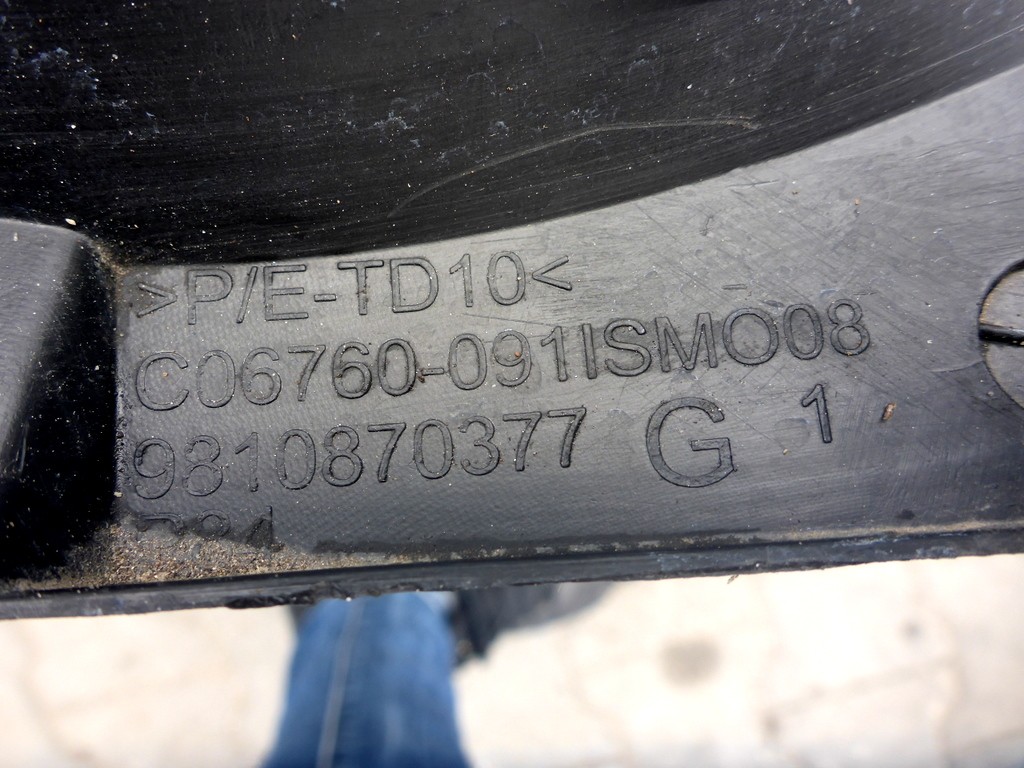 >P/E-TD10<
C06760-091ISMO08
9810870377 G 1